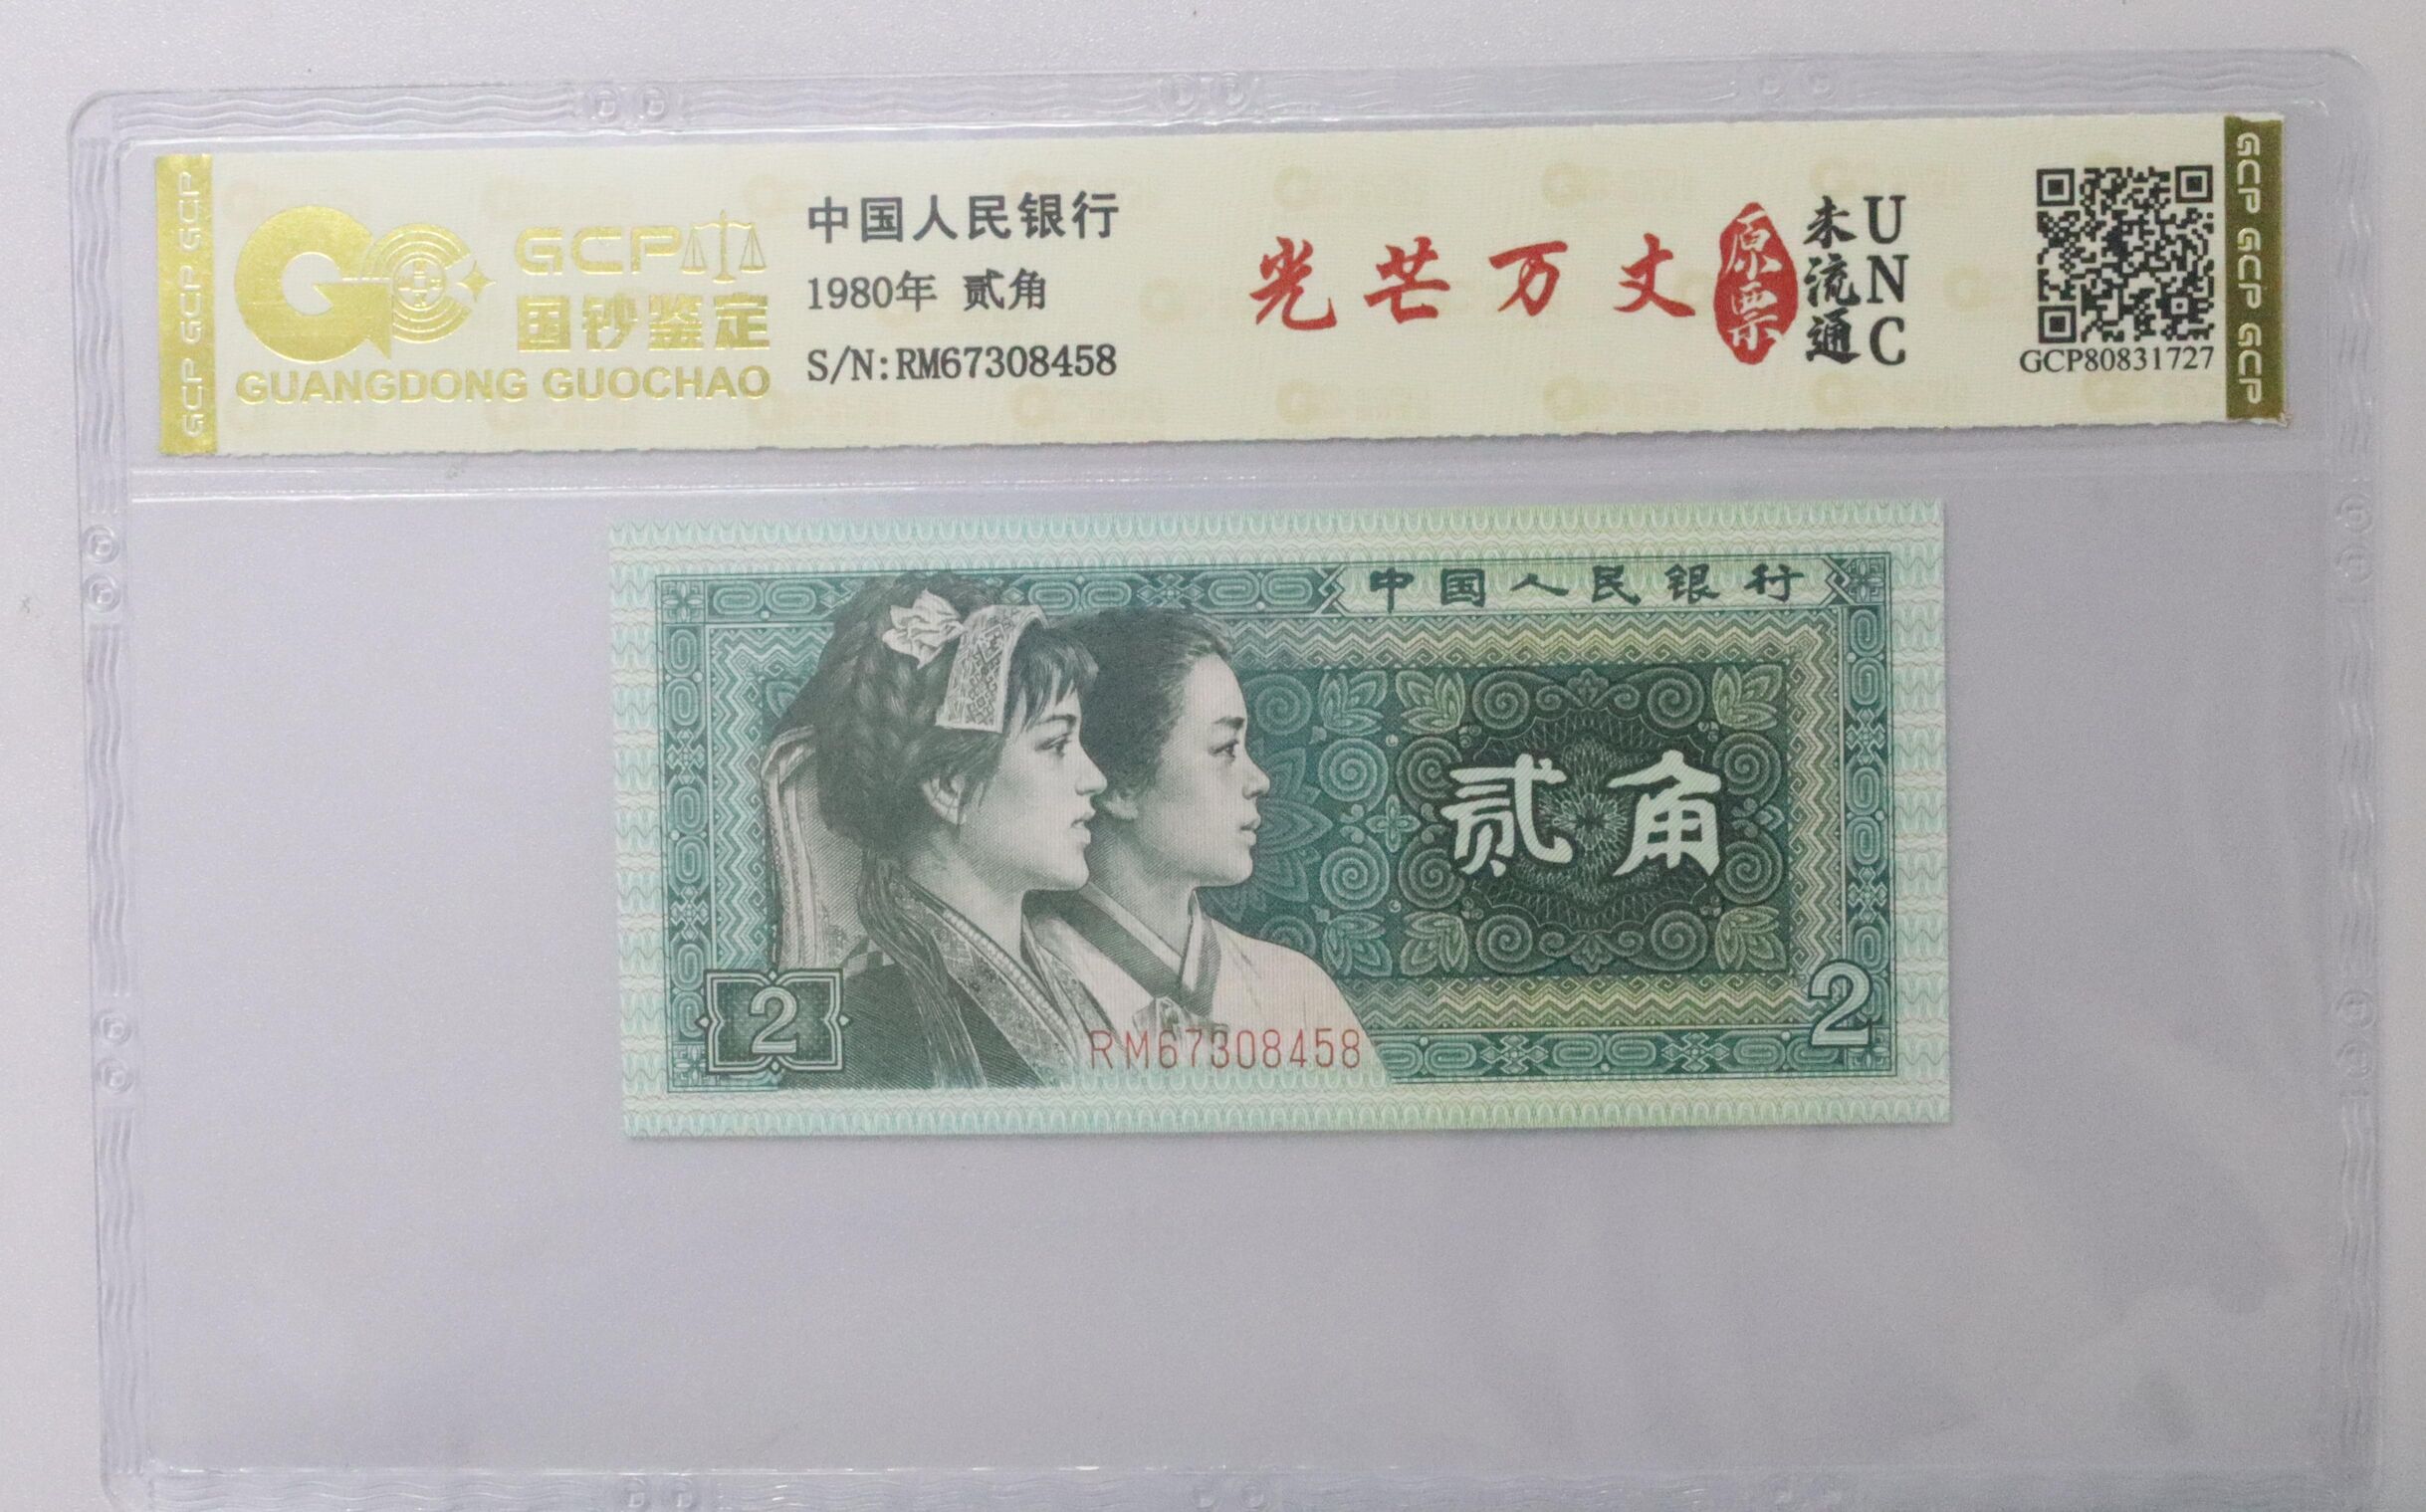 GCP GCP GCP
GCP
国钞鉴定
GUANGDONG GUOCHAO
中国人民银行
1980年 贰角
S/N:RM67308458
光芒万丈
原票
未流通
UNC
GCP80831727
GCP GCP GCP
中国人民银行
贰角
2
2
RM67308458